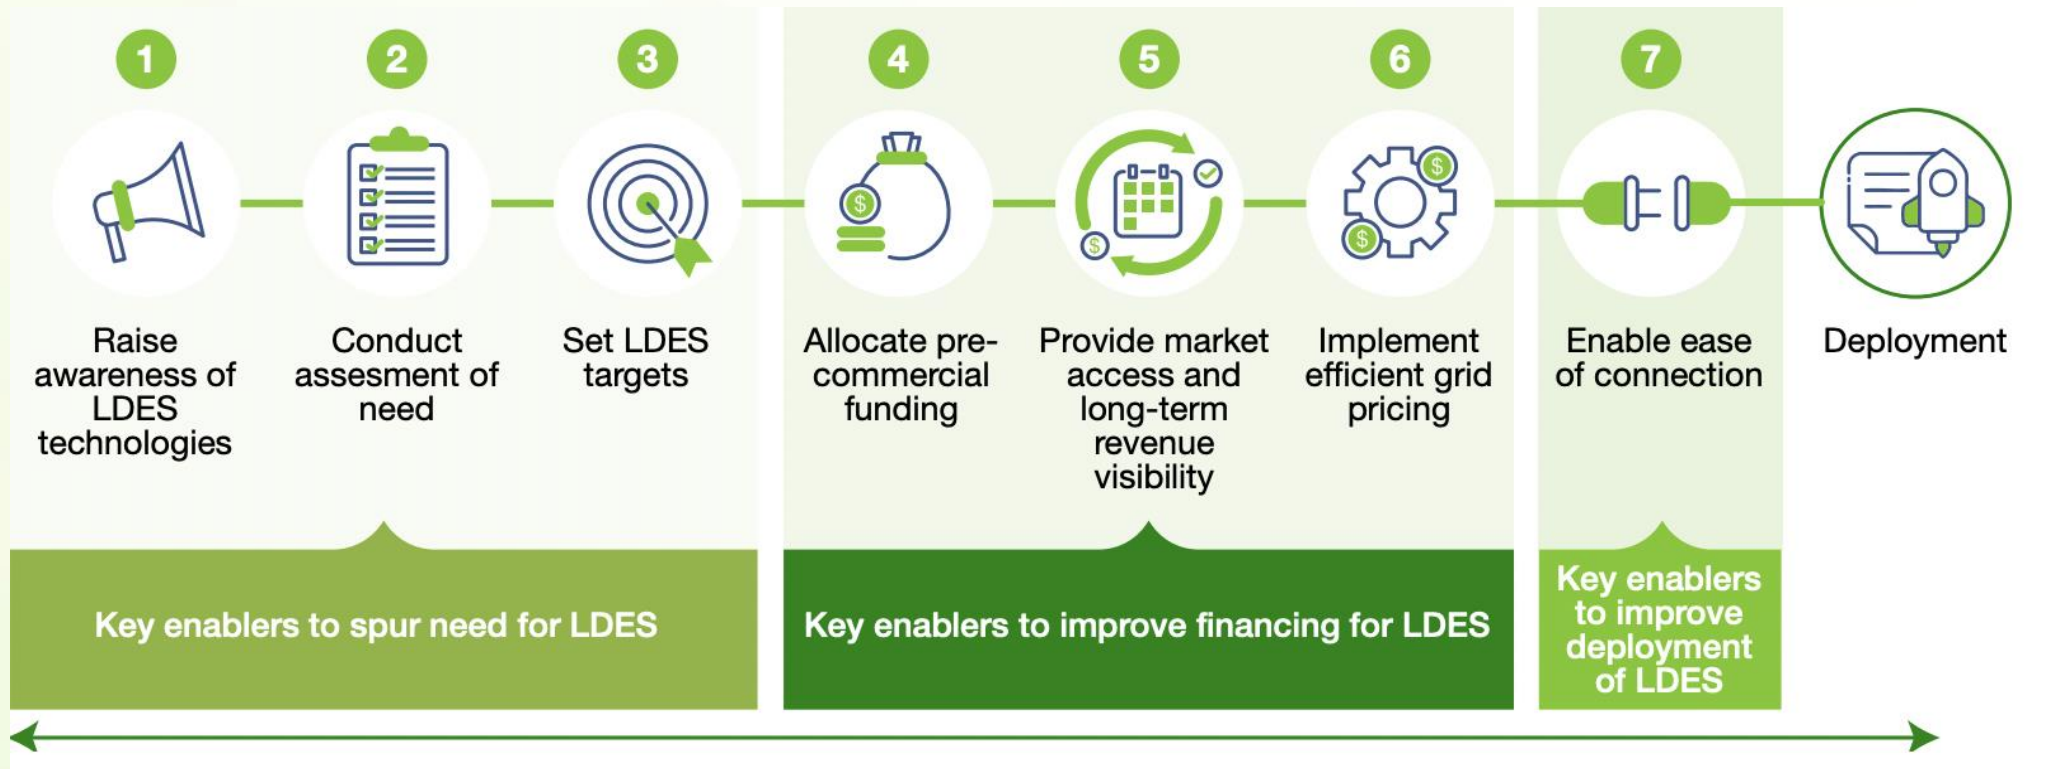 1
2
3
4
5
6
7
$
$
$
$
Raise
awareness of
LDES
technologies
Conduct
assesment of
need
Set LDES
targets
Allocate pre-
commercial
funding
Provide market
access and
long-term
revenue
visibility
Implement
efficient grid
pricing
Enable ease
of connection
Deployment
Key enablers to spur need for LDES
Key enablers to improve financing for LDES
Key enablers
to improve
deployment
of LDES